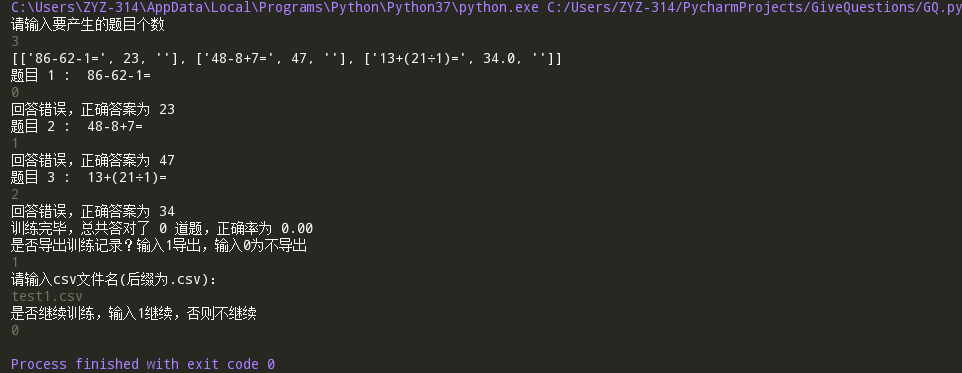 C:\Users\ZYZ-314\AppData\Local\Programs\Python\Python37\python.exe C:/Users/ZYZ-314/PycharmProjects/GiveQuestions/GQ.py
请输入要产生的题目个数
3
[['86-62-1=', 23, ''], ['48-8+7=', 47, ''], ['13+(21÷1)=', 34.0, '']]
题目 1 :  86-62-1=
0
回答错误，正确答案为 23
题目 2 :  48-8+7=
1
回答错误，正确答案为 47
题目 3 :  13+(21÷1)=
2
回答错误，正确答案为 34
训练完毕，总共答对了 0 道题，正确率为 0.00
是否导出训练记录？输入1导出，输入0为不导出
1
请输入csv文件名(后缀为.csv)：
test1.csv
是否继续训练，输入1继续，否则不继续
0
Process finished with exit code 0